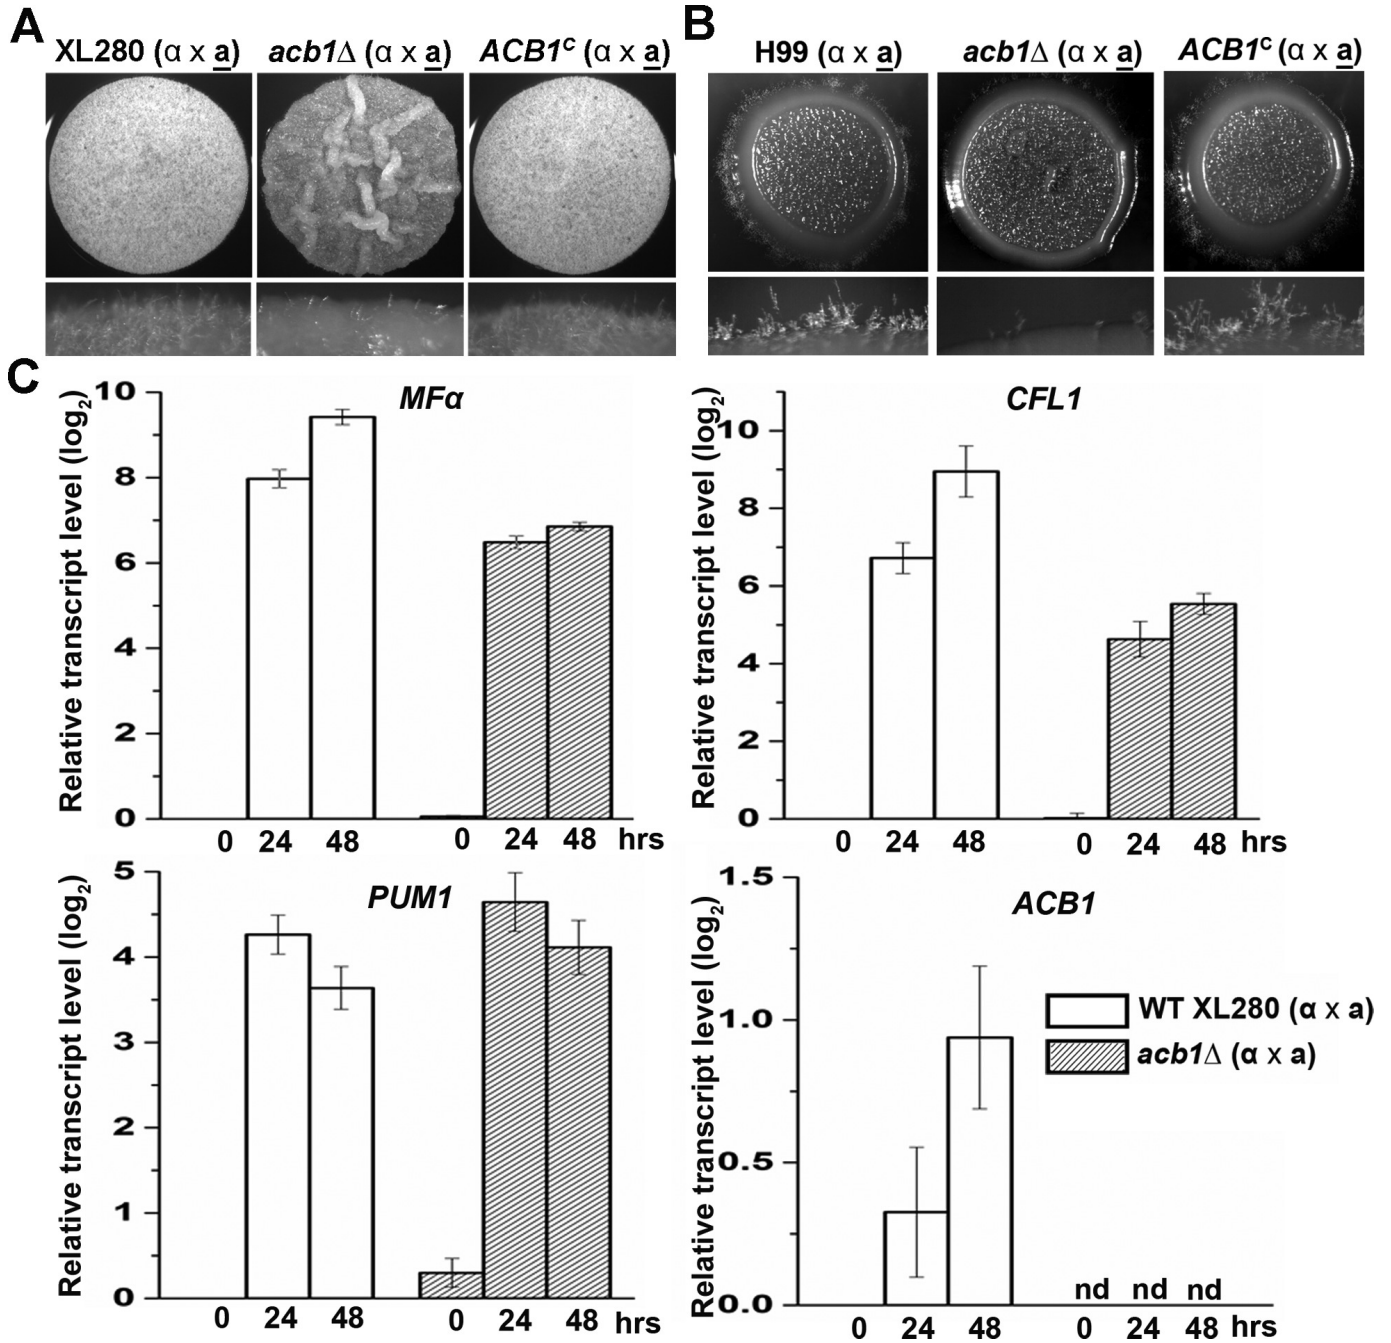 A
XL280 (α x a) acb1Δ (α x a) ACB1ᶜ (α x a)
B
H99 (α x a) acb1Δ (α x a) ACB1ᶜ (α x a)
C
MFα
Relative transcript level (log₂)
10
8
6
4
2
0
0 24 48 0 24 48 hrs
CFL1
Relative transcript level (log₂)
10
8
6
4
2
0
0 24 48 0 24 48 hrs
PUM1
Relative transcript level (log₂)
5
4
3
2
1
0
0 24 48 0 24 48 hrs
ACB1
Relative transcript level (log₂)
1.5
1.0
0.5
0.0
WT XL280 (α x a)
acb1Δ (α x a)
nd nd nd
0 24 48 0 24 48 hrs